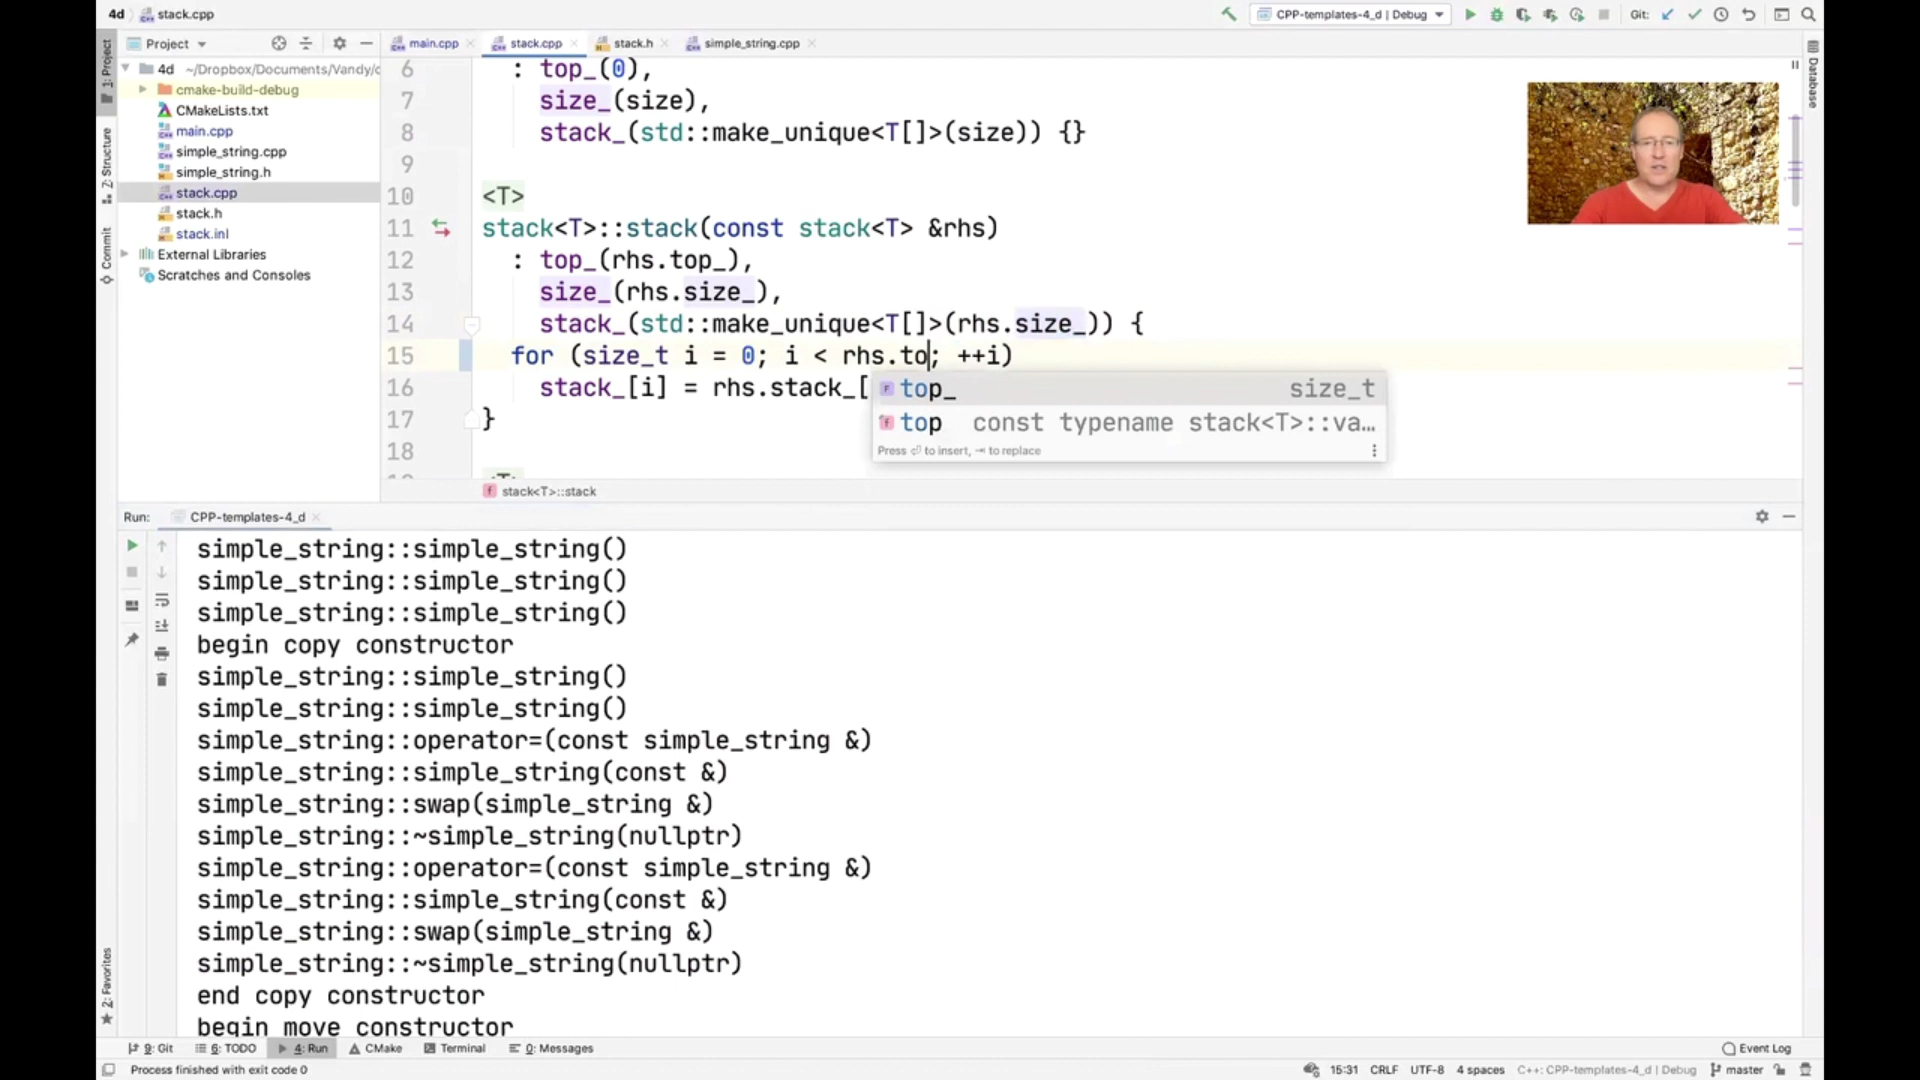 4d stack.cpp
CPP-templates-4_d | Debug
Git:
Project
main.cpp
stack.cpp
stack.h
simple_string.cpp
1: Project
Z: Structure
Commit
2: Favorites
Database
4d ~/Dropbox/Documents/Vandy/c
cmake-build-debug
CMakeLists.txt
main.cpp
simple_string.cpp
simple_string.h
stack.cpp
stack.h
stack.inl
External Libraries
Scratches and Consoles
6 : top_(0),
7 size_(size),
8 stack_(std::make_unique<T[]>(size)) {}
9
10 <T>
11 stack<T>::stack(const stack<T> &rhs)
12 : top_(rhs.top_),
13 size_(rhs.size_),
14 stack_(std::make_unique<T[]>(rhs.size_)) {
15 for (size_t i = 0; i < rhs.to; ++i)
16 stack_[i] = rhs.stack_[
17 }
18
top_ size_t
top const typename stack<T>::va…
Press ⏎ to insert, ⇥ to replace
stack<T>::stack
Run: CPP-templates-4_d
simple_string::simple_string()
simple_string::simple_string()
simple_string::simple_string()
begin copy constructor
simple_string::simple_string()
simple_string::simple_string()
simple_string::operator=(const simple_string &)
simple_string::simple_string(const &)
simple_string::swap(simple_string &)
simple_string::~simple_string(nullptr)
simple_string::operator=(const simple_string &)
simple_string::simple_string(const &)
simple_string::swap(simple_string &)
simple_string::~simple_string(nullptr)
end copy constructor
begin move constructor
9: Git 6: TODO 4: Run CMake Terminal 0: Messages Event Log
Process finished with exit code 0
15:31 CRLF UTF-8 4 spaces C++: CPP-templates-4_d | Debug master